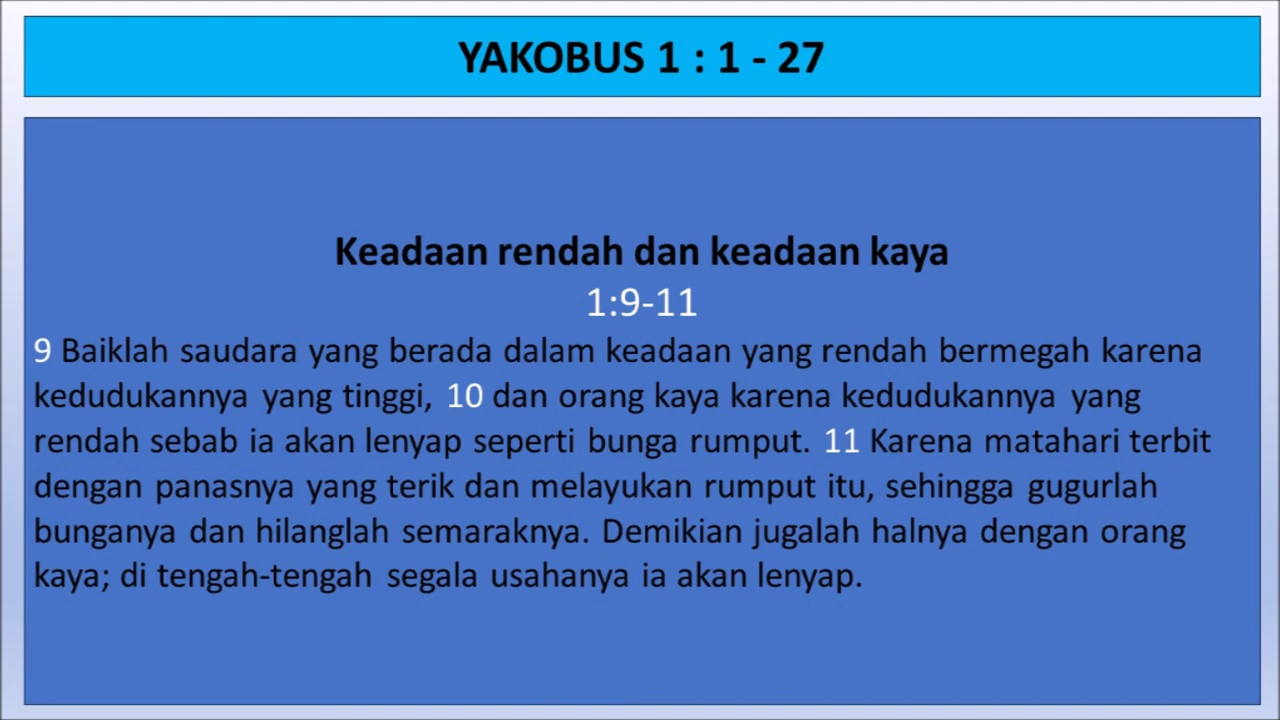 YAKOBUS 1 : 1 - 27
Keadaan rendah dan keadaan kaya
1:9-11
9 Baiklah saudara yang berada dalam keadaan yang rendah bermegah karena
kedudukannya yang tinggi, 10 dan orang kaya karena kedudukannya yang
rendah sebab ia akan lenyap seperti bunga rumput. 11 Karena matahari terbit
dengan panasnya yang terik dan melayukan rumput itu, sehingga gugurlah
bunganya dan hilanglah semaraknya. Demikian jugalah halnya dengan orang
kaya; di tengah-tengah segala usahanya ia akan lenyap.